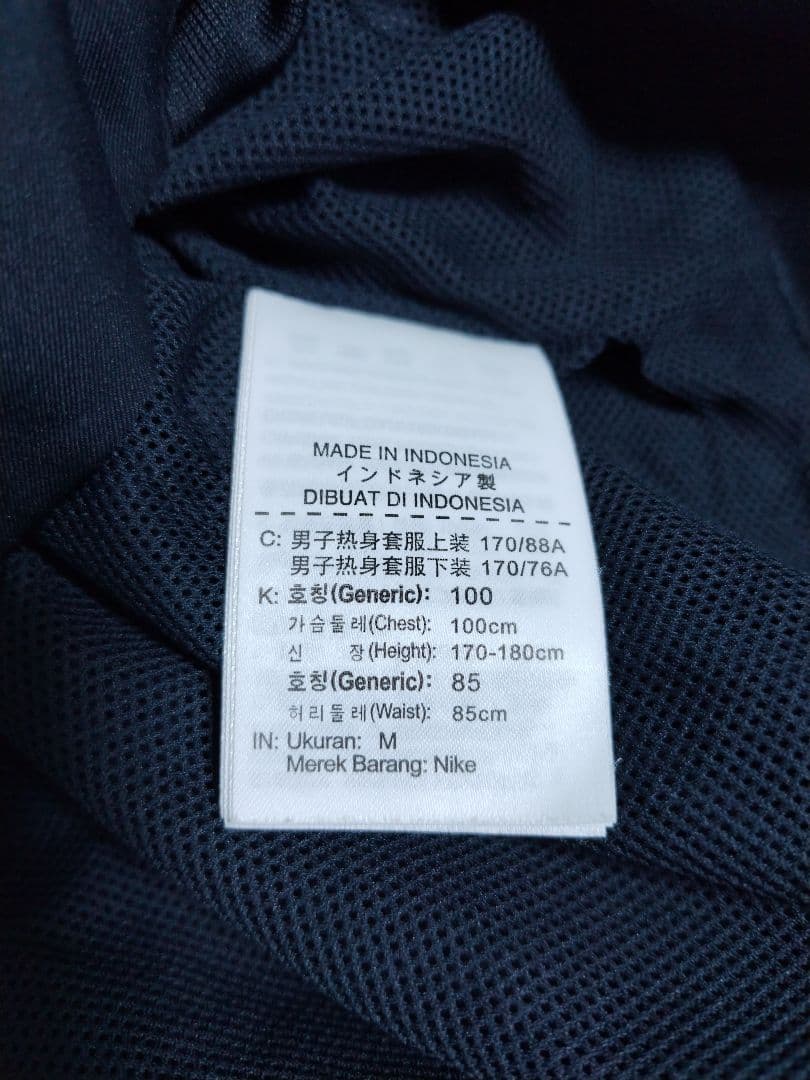 MADE IN INDONESIA
インドネシア製
DIBUAT DI INDONESIA
C: 男子热身套服上装 170/88A
男子热身套服下装 170/76A
K: 호칭(Generic): 100
가슴둘레(Chest): 100cm
신 장(Height): 170-180cm
호칭(Generic): 85
허리둘레(Waist): 85cm
IN: Ukuran: M
Merek Barang: Nike